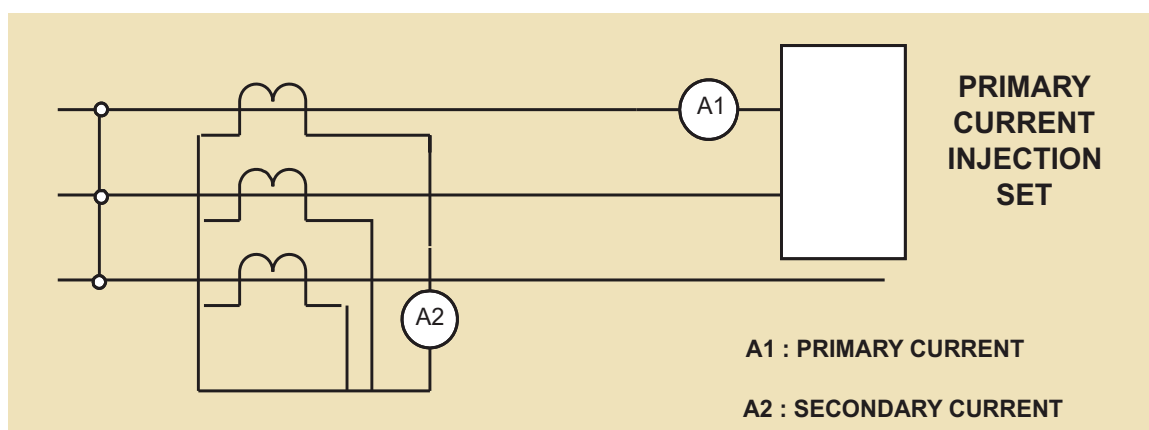 A1
PRIMARY
CURRENT
INJECTION
SET
A2
A1 : PRIMARY CURRENT
A2 : SECONDARY CURRENT